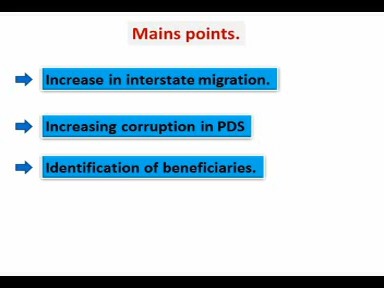 Mains points.
Increase in interstate migration.
Increasing corruption in PDS
Identification of beneficiaries.